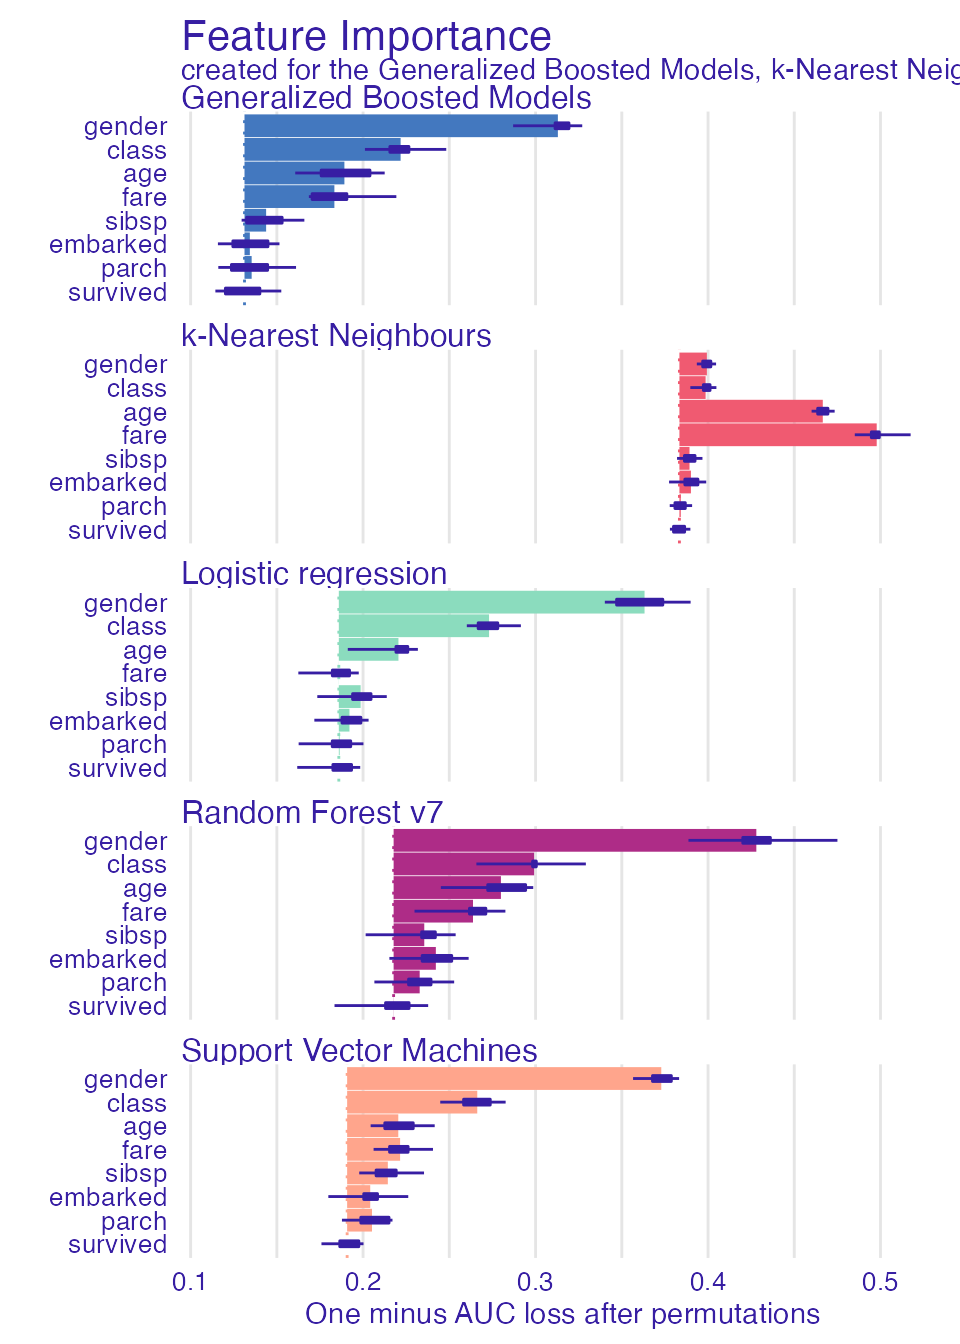 Feature Importance
created for the Generalized Boosted Models, k-Nearest Neig
Generalized Boosted Models
gender
class
age
fare
sibsp
embarked
parch
survived
k-Nearest Neighbours
gender
class
age
fare
sibsp
embarked
parch
survived
Logistic regression
gender
class
age
fare
sibsp
embarked
parch
survived
Random Forest v7
gender
class
age
fare
sibsp
embarked
parch
survived
Support Vector Machines
gender
class
age
fare
sibsp
embarked
parch
survived
0.1 0.2 0.3 0.4 0.5
One minus AUC loss after permutations